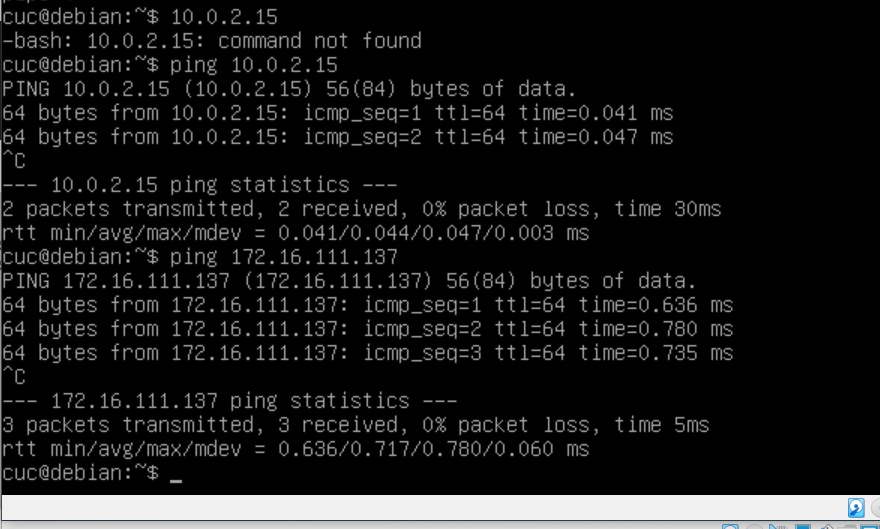 cuc@debian:~$ 10.0.2.15
-bash: 10.0.2.15: command not found
cuc@debian:~$ ping 10.0.2.15
PING 10.0.2.15 (10.0.2.15) 56(84) bytes of data.
64 bytes from 10.0.2.15: icmp_seq=1 ttl=64 time=0.041 ms
64 bytes from 10.0.2.15: icmp_seq=2 ttl=64 time=0.047 ms
^C
--- 10.0.2.15 ping statistics ---
2 packets transmitted, 2 received, 0% packet loss, time 30ms
rtt min/avg/max/mdev = 0.041/0.044/0.047/0.003 ms
cuc@debian:~$ ping 172.16.111.137
PING 172.16.111.137 (172.16.111.137) 56(84) bytes of data.
64 bytes from 172.16.111.137: icmp_seq=1 ttl=64 time=0.636 ms
64 bytes from 172.16.111.137: icmp_seq=2 ttl=64 time=0.780 ms
64 bytes from 172.16.111.137: icmp_seq=3 ttl=64 time=0.735 ms
^C
--- 172.16.111.137 ping statistics ---
3 packets transmitted, 3 received, 0% packet loss, time 5ms
rtt min/avg/max/mdev = 0.636/0.717/0.780/0.060 ms
cuc@debian:~$ _